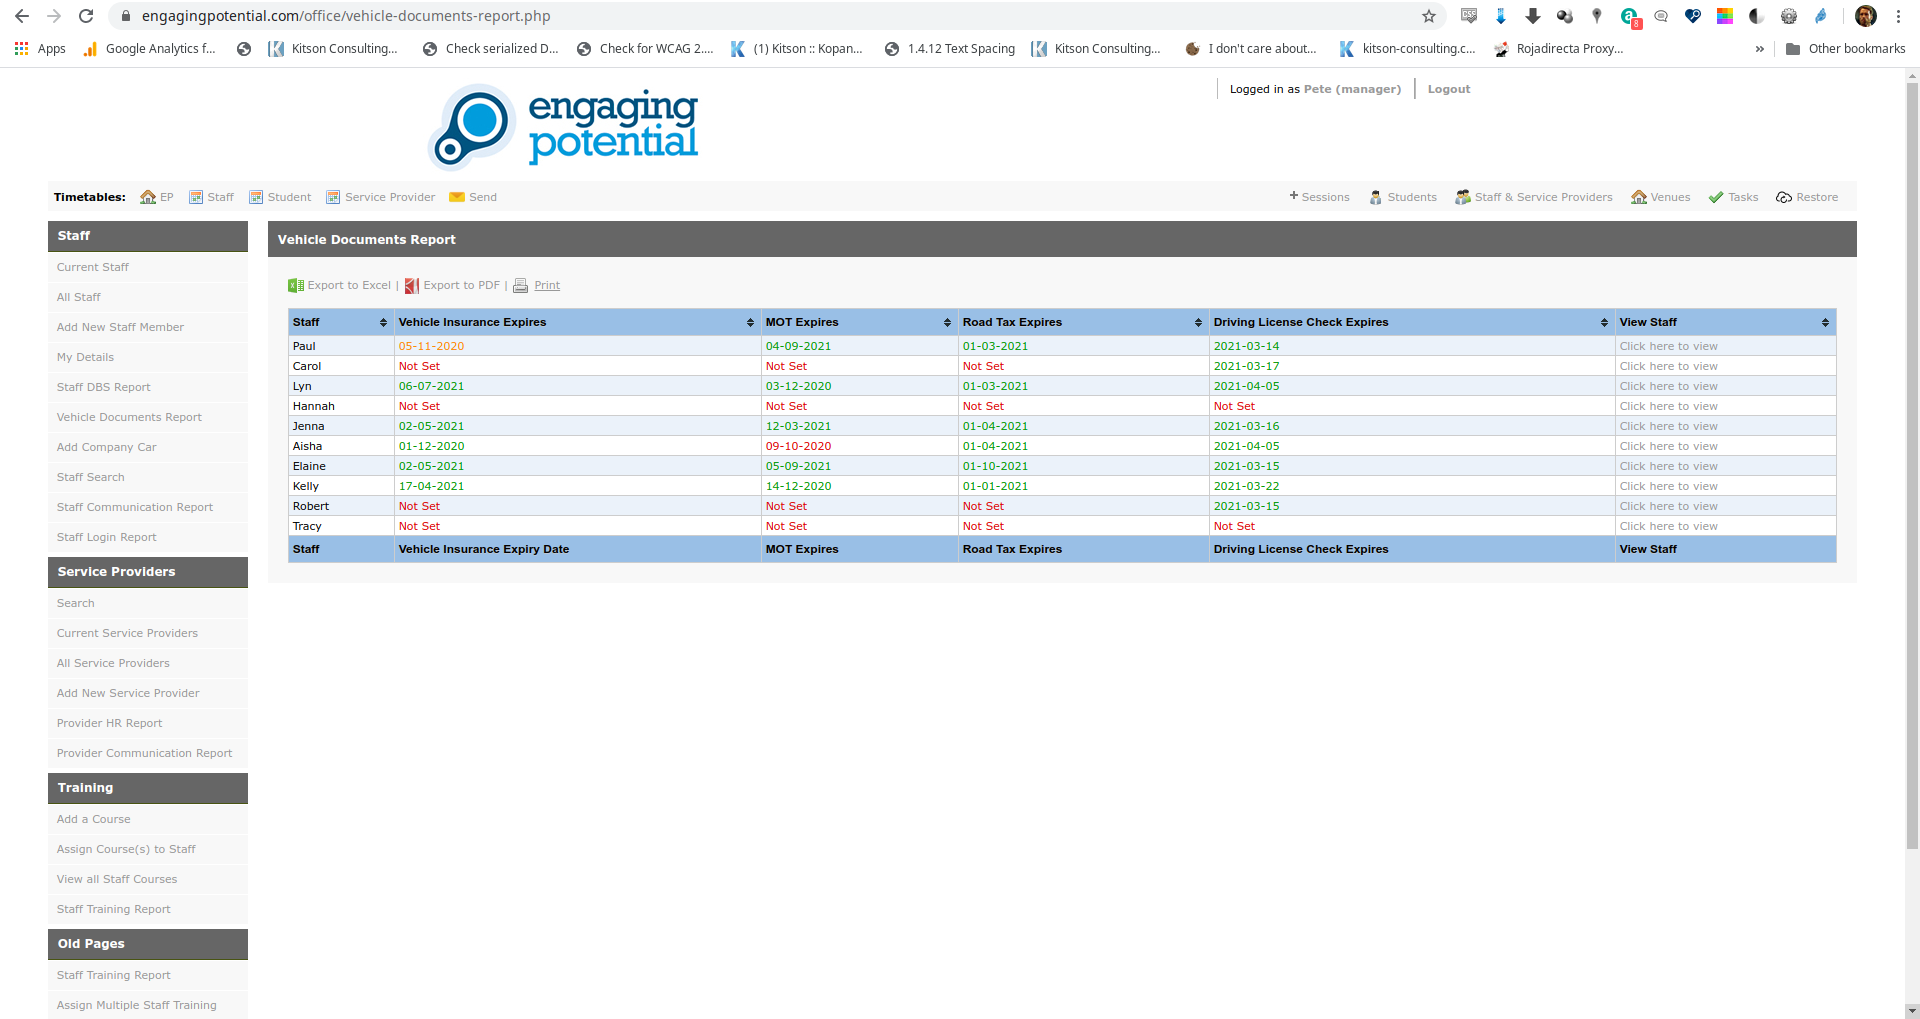 engagingpotential.com/office/vehicle-documents-report.php
8
Apps Google Analytics f... Kitson Consulting... Check serialized D... Check for WCAG 2.... (1) Kitson :: Kopan... 1.4.12 Text Spacing Kitson Consulting... I don't care about... kitson-consulting.c... Rojadirecta Proxy... » Other bookmarks
Logged in as Pete (manager) Logout
engaging
potential
Timetables: EP Staff Student Service Provider Send + Sessions Students Staff & Service Providers Venues Tasks Restore
Staff
Current Staff
All Staff
Add New Staff Member
My Details
Staff DBS Report
Vehicle Documents Report
Add Company Car
Staff Search
Staff Communication Report
Staff Login Report
Service Providers
Search
Current Service Providers
All Service Providers
Add New Service Provider
Provider HR Report
Provider Communication Report
Training
Add a Course
Assign Course(s) to Staff
View all Staff Courses
Staff Training Report
Old Pages
Staff Training Report
Assign Multiple Staff Training
Vehicle Documents Report
Export to Excel | Export to PDF | Print
Staff Vehicle Insurance Expires MOT Expires Road Tax Expires Driving License Check Expires View Staff
Paul 05-11-2020 04-09-2021 01-03-2021 2021-03-14 Click here to view
Carol Not Set Not Set Not Set 2021-03-17 Click here to view
Lyn 06-07-2021 03-12-2020 01-03-2021 2021-04-05 Click here to view
Hannah Not Set Not Set Not Set Not Set Click here to view
Jenna 02-05-2021 12-03-2021 01-04-2021 2021-03-16 Click here to view
Aisha 01-12-2020 09-10-2020 01-04-2021 2021-04-05 Click here to view
Elaine 02-05-2021 05-09-2021 01-10-2021 2021-03-15 Click here to view
Kelly 17-04-2021 14-12-2020 01-01-2021 2021-03-22 Click here to view
Robert Not Set Not Set Not Set 2021-03-15 Click here to view
Tracy Not Set Not Set Not Set Not Set Click here to view
Staff Vehicle Insurance Expiry Date MOT Expires Road Tax Expires Driving License Check Expires View Staff